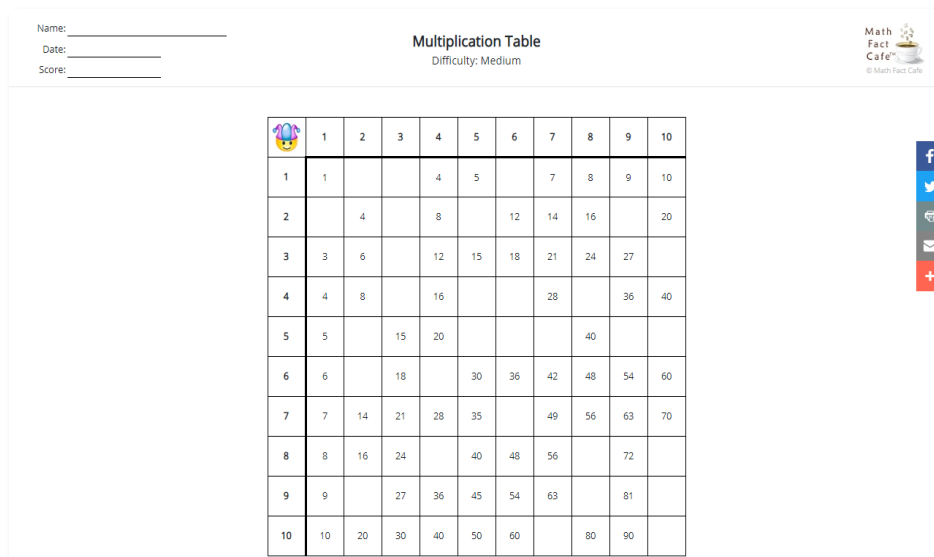 Name:
Date:
Score:
Multiplication Table
Difficulty: Medium
Math
Fact
Cafe™
© Math Fact Cafe
1 2 3 4 5 6 7 8 9 10
1 1 4 5 7 8 9 10
2 4 8 12 14 16 20
3 3 6 12 15 18 21 24 27
4 4 8 16 28 36 40
5 5 15 20 40
6 6 18 30 36 42 48 54 60
7 7 14 21 28 35 49 56 63 70
8 8 16 24 40 48 56 72
9 9 27 36 45 54 63 81
10 10 20 30 40 50 60 80 90